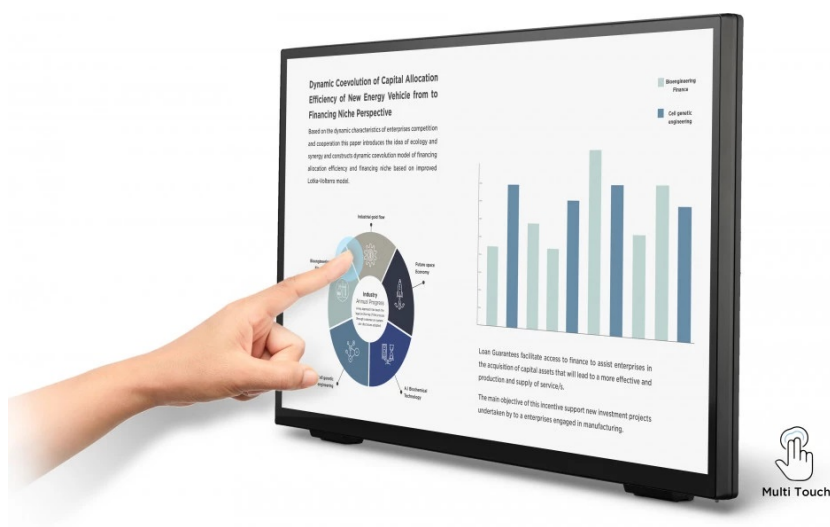 Dynamic Coevolution of Capital Allocation
Efficiency of New Energy Vehicle from to
Financing Niche Perspective
Based on the dynamic characteristics of enterprises competition
and cooperation this paper introduces the idea of ecology and
synergy and constructs dynamic coevolution model of financing
allocation efficiency and financing niche based on improved
Lotka-Volterra model.
Industrial gold flow
Future space
Economy
Industry
Annual Progress
A.I Biochemical
Technology
engineering
Bioengineering
Finance
Cell genetic
engineering
Loan Guarantees facilitate access to finance to assist enterprises in
the acquisition of capital assets that will lead to a more effective and
production and supply of service/s.
The main objective of this incentive support new investment projects
undertaken by to a enterprises engaged in manufacturing.
Multi Touch